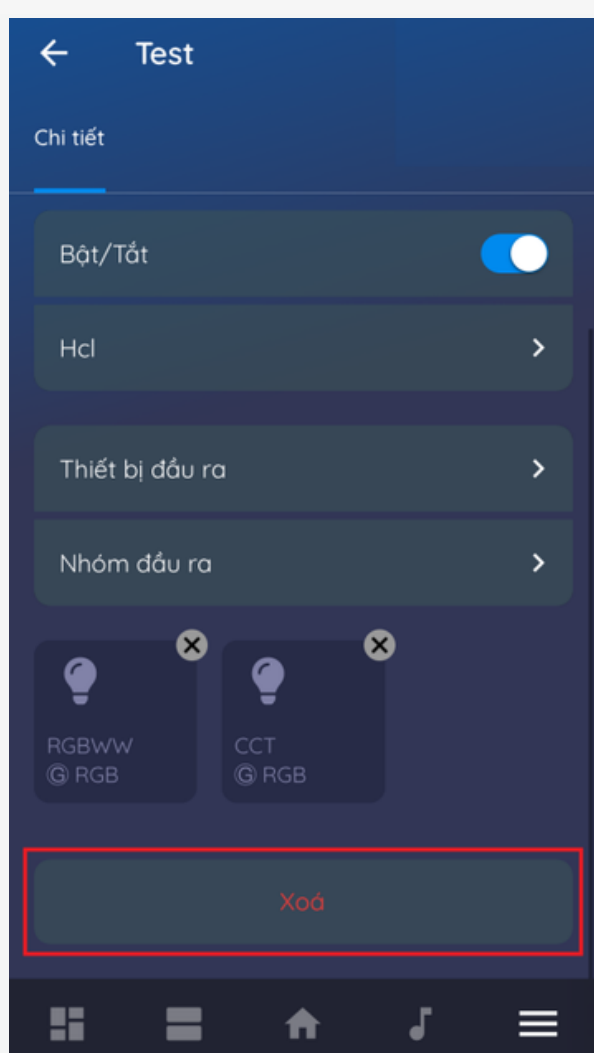 Test
Chi tiết
Bật/Tắt
Hcl
Thiết bị đầu ra
Nhóm đầu ra
RGBWW
Ⓖ RGB
CCT
Ⓖ RGB
Xoá